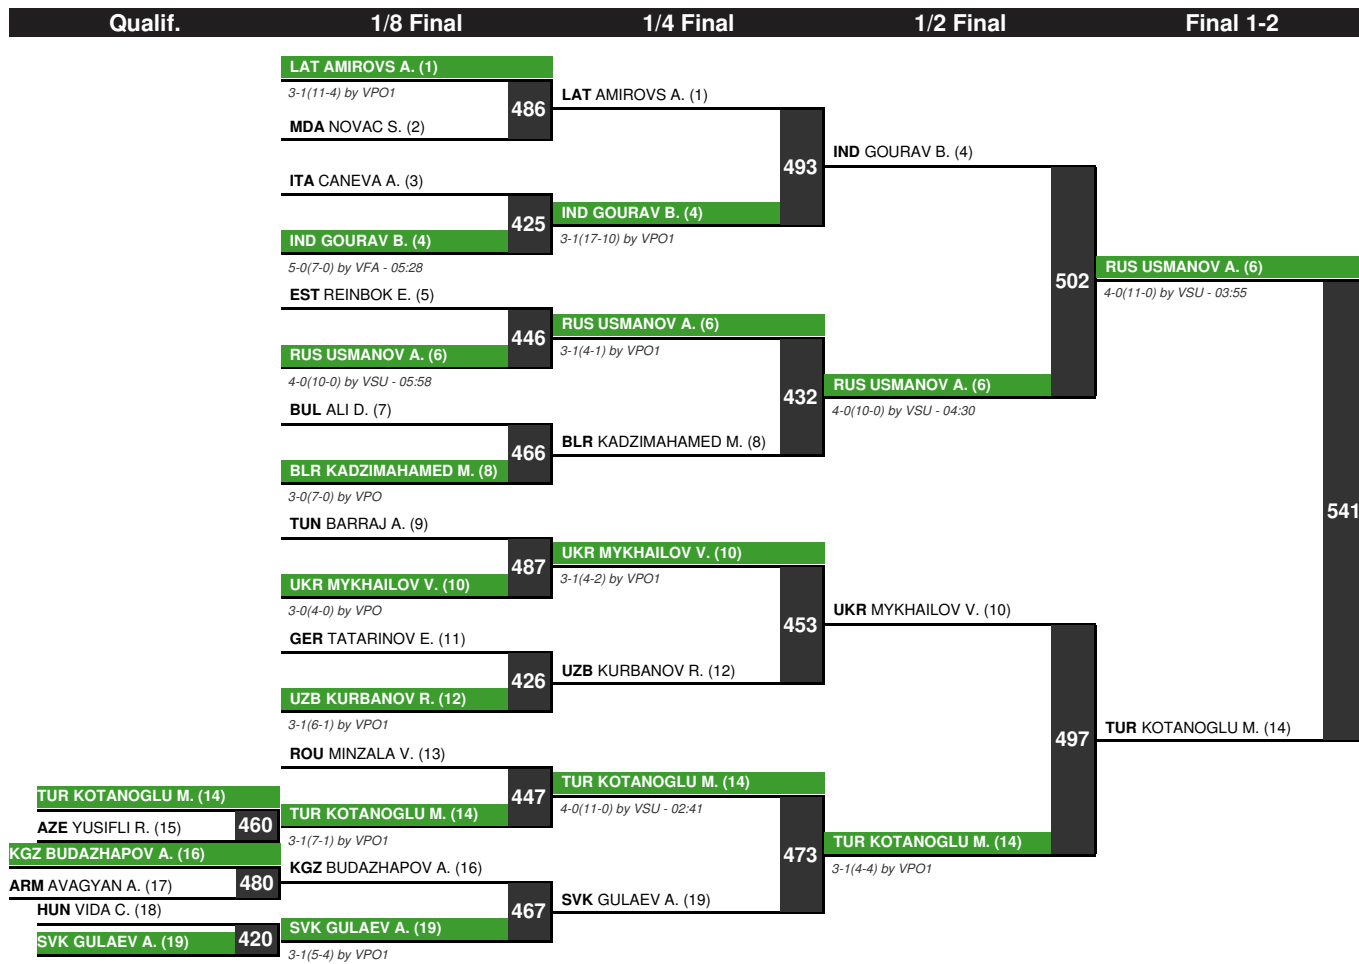 Qualif. 1/8 Final 1/4 Final 1/2 Final Final 1-2
LAT AMIROVS A. (1)
3-1(11-4) by VPO1
486
MDA NOVAC S. (2)
ITA CANEVA A. (3)
425
IND GOURAV B. (4)
5-0(7-0) by VFA - 05:28
EST REINBOK E. (5)
446
RUS USMANOV A. (6)
4-0(10-0) by VSU - 05:58
BUL ALI D. (7)
466
BLR KADZIMAHAMED M. (8)
3-0(7-0) by VPO
TUN BARRAJ A. (9)
487
UKR MYKHAILOV V. (10)
3-0(4-0) by VPO
GER TATARINOV E. (11)
426
UZB KURBANOV R. (12)
3-1(6-1) by VPO1
ROU MINZALA V. (13)
447
TUR KOTANOGLU M. (14)
3-1(7-1) by VPO1
KGZ BUDAZHAPOV A. (16)
467
SVK GULAEV A. (19)
3-1(5-4) by VPO1
TUR KOTANOGLU M. (14)
AZE YUSIFLI R. (15)
460
KGZ BUDAZHAPOV A. (16)
ARM AVAGYAN A. (17)
480
HUN VIDA C. (18)
SVK GULAEV A. (19)
420
LAT AMIROVS A. (1)
493
IND GOURAV B. (4)
3-1(17-10) by VPO1
RUS USMANOV A. (6)
3-1(4-1) by VPO1
432
BLR KADZIMAHAMED M. (8)
UKR MYKHAILOV V. (10)
3-1(4-2) by VPO1
453
UZB KURBANOV R. (12)
TUR KOTANOGLU M. (14)
4-0(11-0) by VSU - 02:41
473
SVK GULAEV A. (19)
IND GOURAV B. (4)
502
RUS USMANOV A. (6)
4-0(10-0) by VSU - 04:30
UKR MYKHAILOV V. (10)
497
TUR KOTANOGLU M. (14)
3-1(4-4) by VPO1
RUS USMANOV A. (6)
4-0(11-0) by VSU - 03:55
541
TUR KOTANOGLU M. (14)